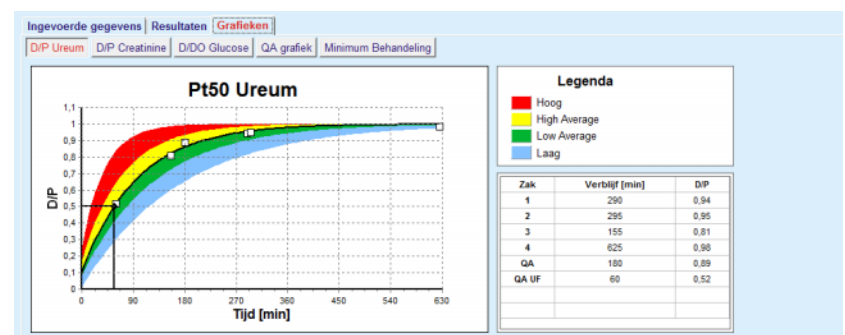 Ingevoerde gegevens Resultaten Grafieken
D/P Ureum D/P Creatinine D/DO Glucose QA grafiek Minimum Behandeling
Pt50 Ureum
1,1
1
0,9
0,8
0,7
0,6
0,5
0,4
0,3
0,2
0,1
0
D/P
0 90 180 270 360 450 540 630
Tijd [min]
Legenda
Hoog
High Average
Low Average
Laag
Zak Verblijf [min] D/P
1 290 0,94
2 295 0,95
3 155 0,81
4 625 0,98
QA 180 0,89
QA UF 60 0,52